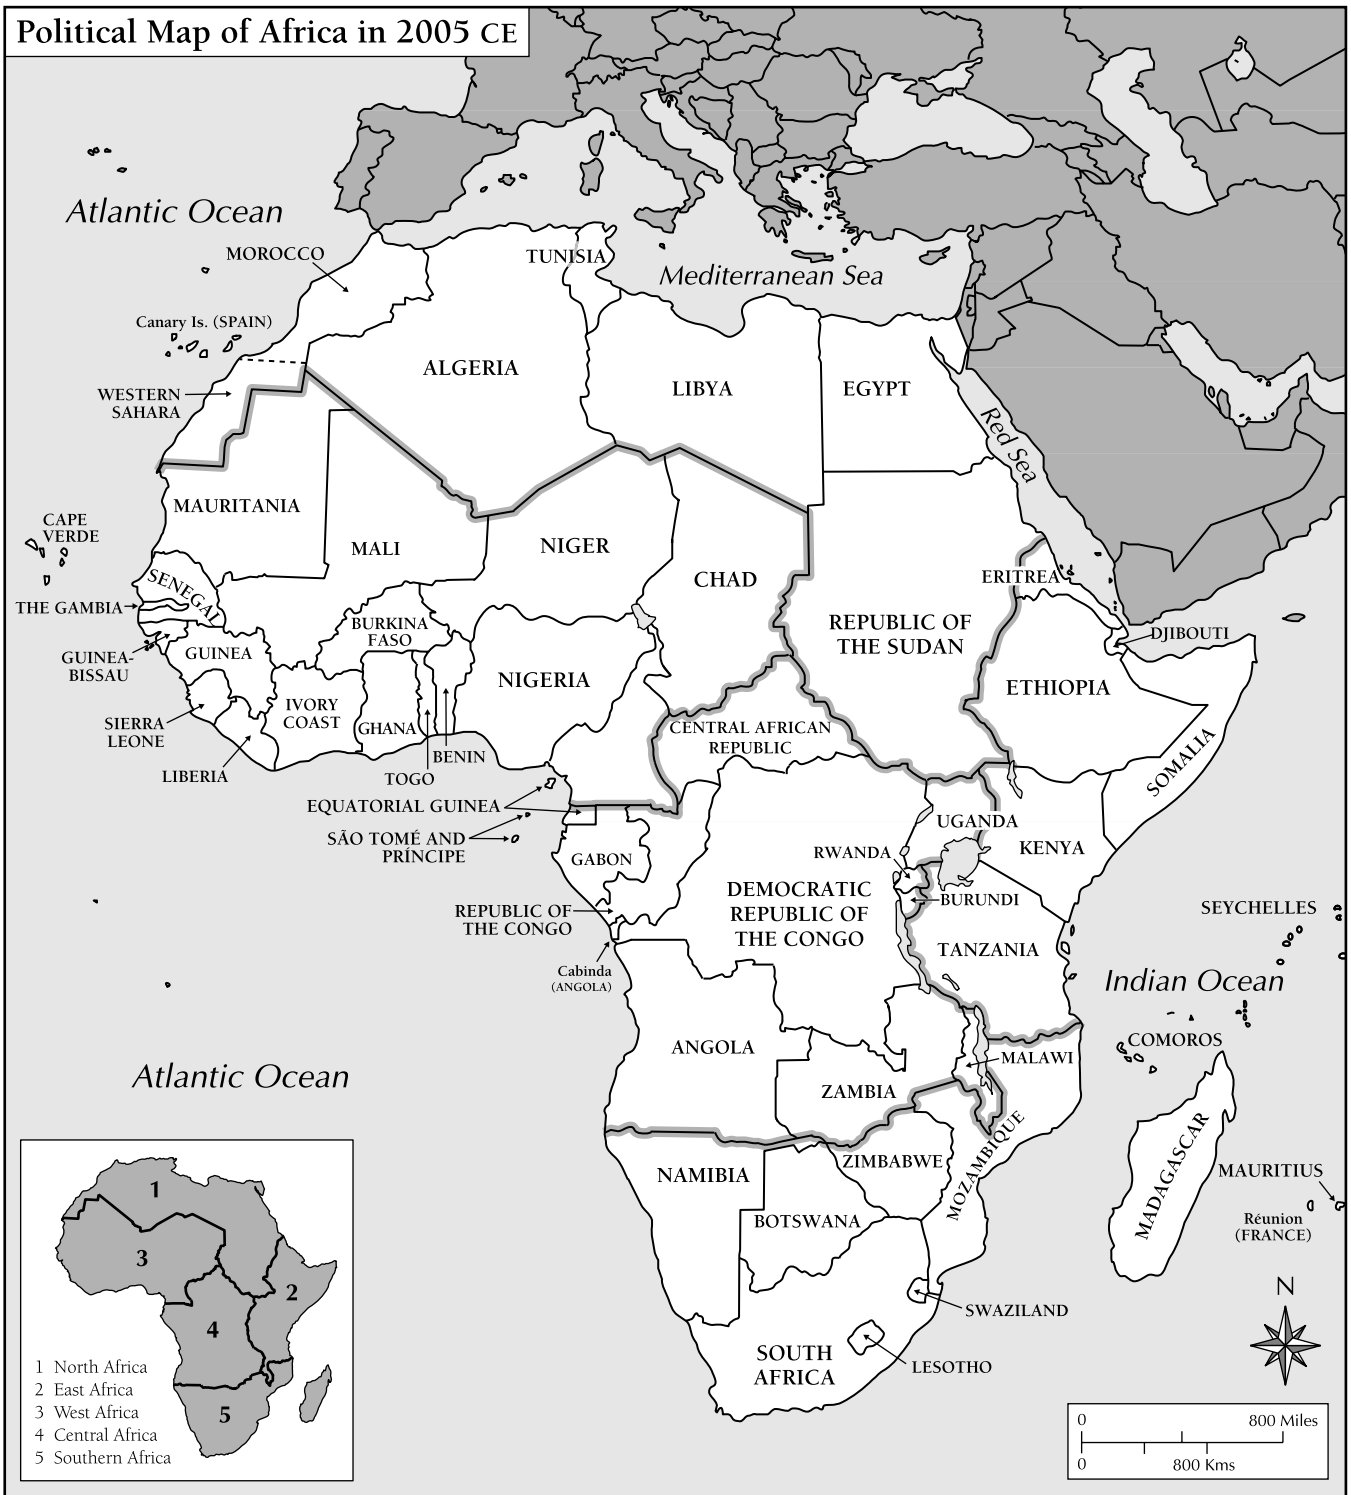 Political Map of Africa in 2005 CE
Atlantic Ocean
MOROCCO
TUNISIA
Mediterranean Sea
Canary Is. (SPAIN)
ALGERIA
LIBYA
EGYPT
WESTERN
SAHARA
Red Sea
MAURITANIA
CAPE
VERDE
MALI
NIGER
CHAD
ERITREA
SENEGAL
THE GAMBIA
BURKINA
FASO
REPUBLIC OF
THE SUDAN
DJIBOUTI
GUINEA-
BISSAU
GUINEA
NIGERIA
ETHIOPIA
IVORY
COAST
GHANA
SIERRA
LEONE
CENTRAL AFRICAN
REPUBLIC
BENIN
SOMALIA
LIBERIA
TOGO
EQUATORIAL GUINEA
UGANDA
SÃO TOMÉ AND
PRÍNCIPE
KENYA
GABON
RWANDA
DEMOCRATIC
REPUBLIC OF
THE CONGO
BURUNDI
REPUBLIC OF
THE CONGO
SEYCHELLES
TANZANIA
Cabinda
(ANGOLA)
Indian Ocean
COMOROS
ANGOLA
MALAWI
Atlantic Ocean
ZAMBIA
MOZAMBIQUE
MADAGASCAR
ZIMBABWE
NAMIBIA
MAURITIUS
BOTSWANA
Réunion
(FRANCE)
N
SWAZILAND
SOUTH
AFRICA
LESOTHO
1
3
2
4
5
1 North Africa
2 East Africa
3 West Africa
4 Central Africa
5 Southern Africa
0 800 Miles
0 800 Kms